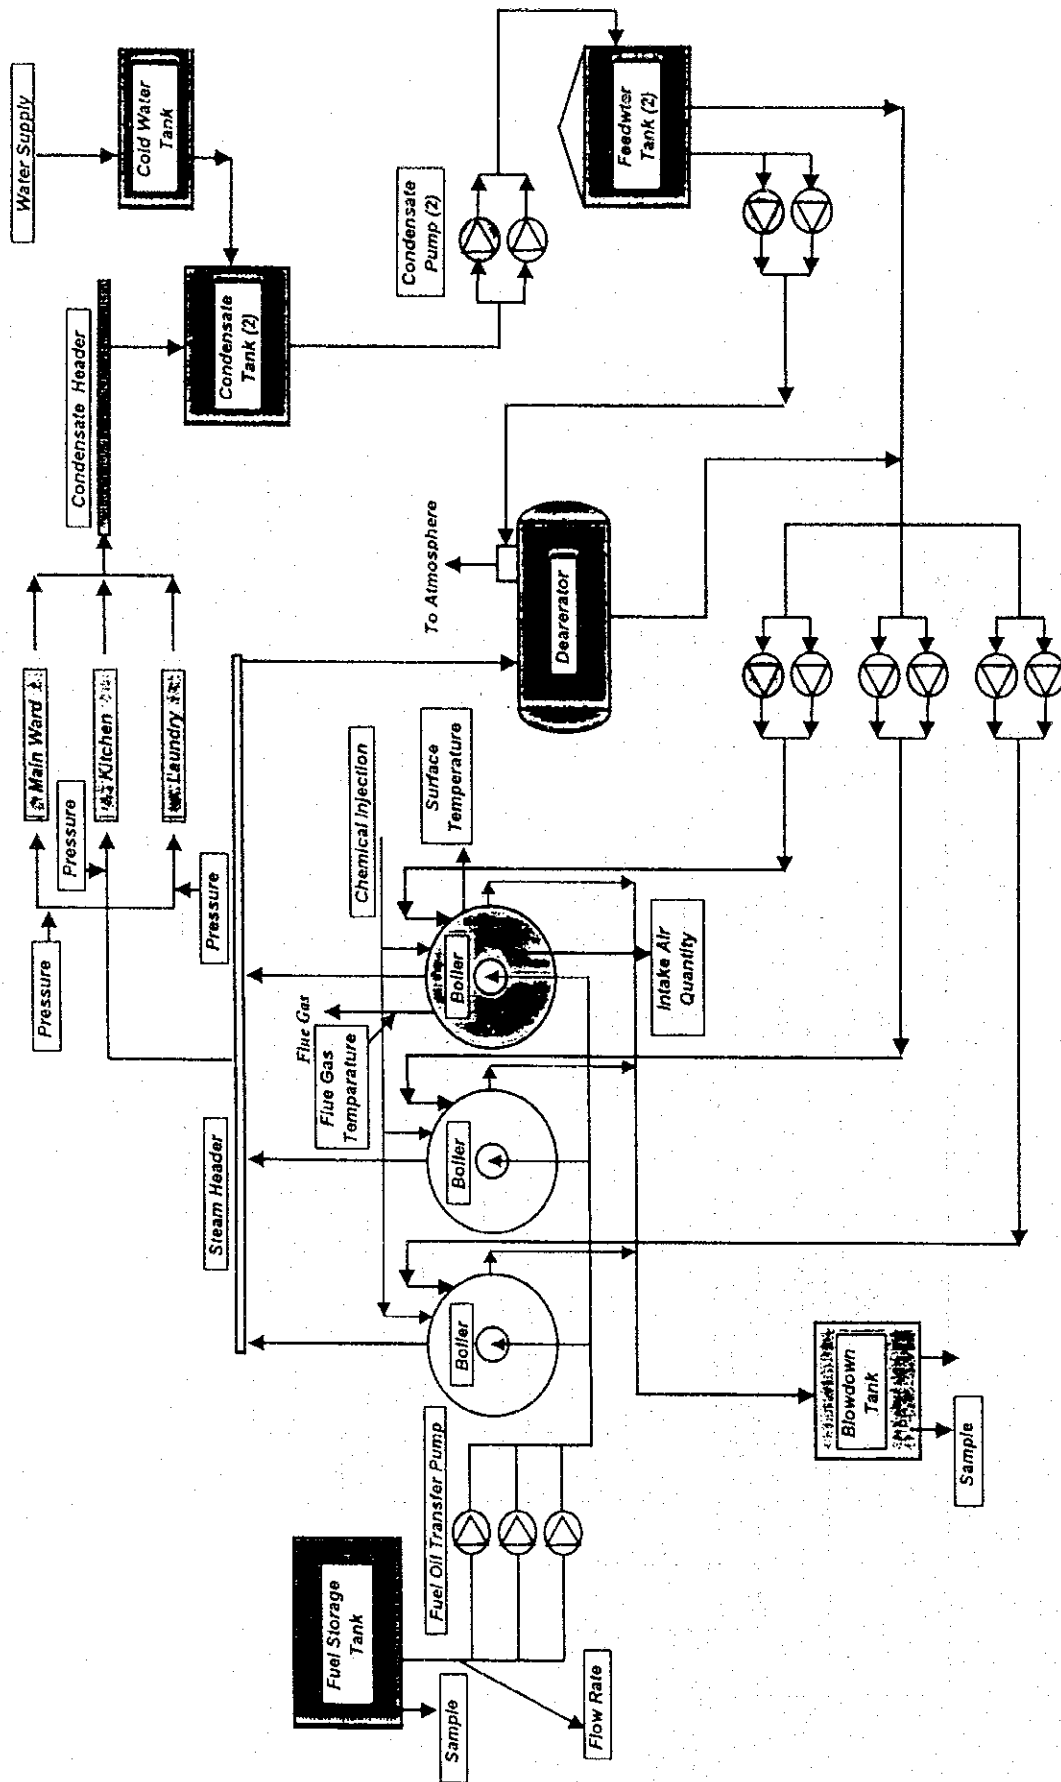 Fuel Storage
Tank
Sample
Flow Rate
Fuel Oil Transfer Pump
Steam Header
Boiler
Boiler
Boiler
Flue Gas
Flue Gas
Temparature
Chemical Injection
Surface
Temperature
Intake Air
Quantity
Blowdown
Tank
Sample
Pressure
Pressure
Pressure
Main Ward
Kitchen
Laundry
To Atmosphere
Dearerator
Condensate Header
Water Supply
Cold Water
Tank
Condensate
Tank (2)
Condensate
Pump (2)
Feedwter
Tank (2)